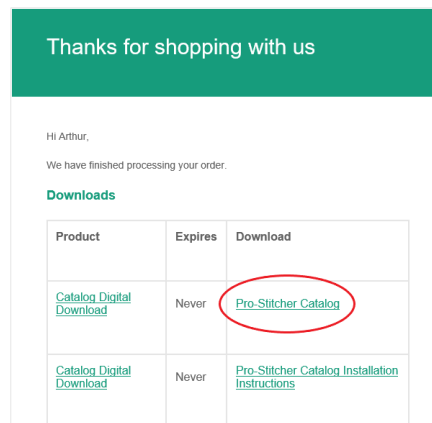 Thanks for shopping with us
Hi Arthur,
We have finished processing your order.
Downloads
Product Expires Download
Catalog Digital
Download
Never
Pro-Stitcher Catalog
Catalog Digital
Download
Never
Pro-Stitcher Catalog Installation
Instructions